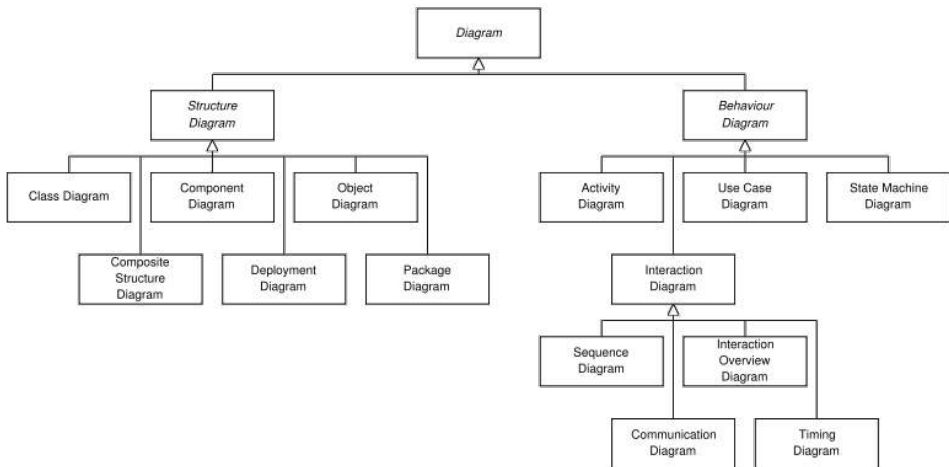 Diagram
Structure
Diagram
Behaviour
Diagram
Class Diagram
Component
Diagram
Object
Diagram
Activity
Diagram
Use Case
Diagram
State Machine
Diagram
Composite
Structure
Diagram
Deployment
Diagram
Package
Diagram
Interaction
Diagram
Sequence
Diagram
Interaction
Overview
Diagram
Communication
Diagram
Timing
Diagram